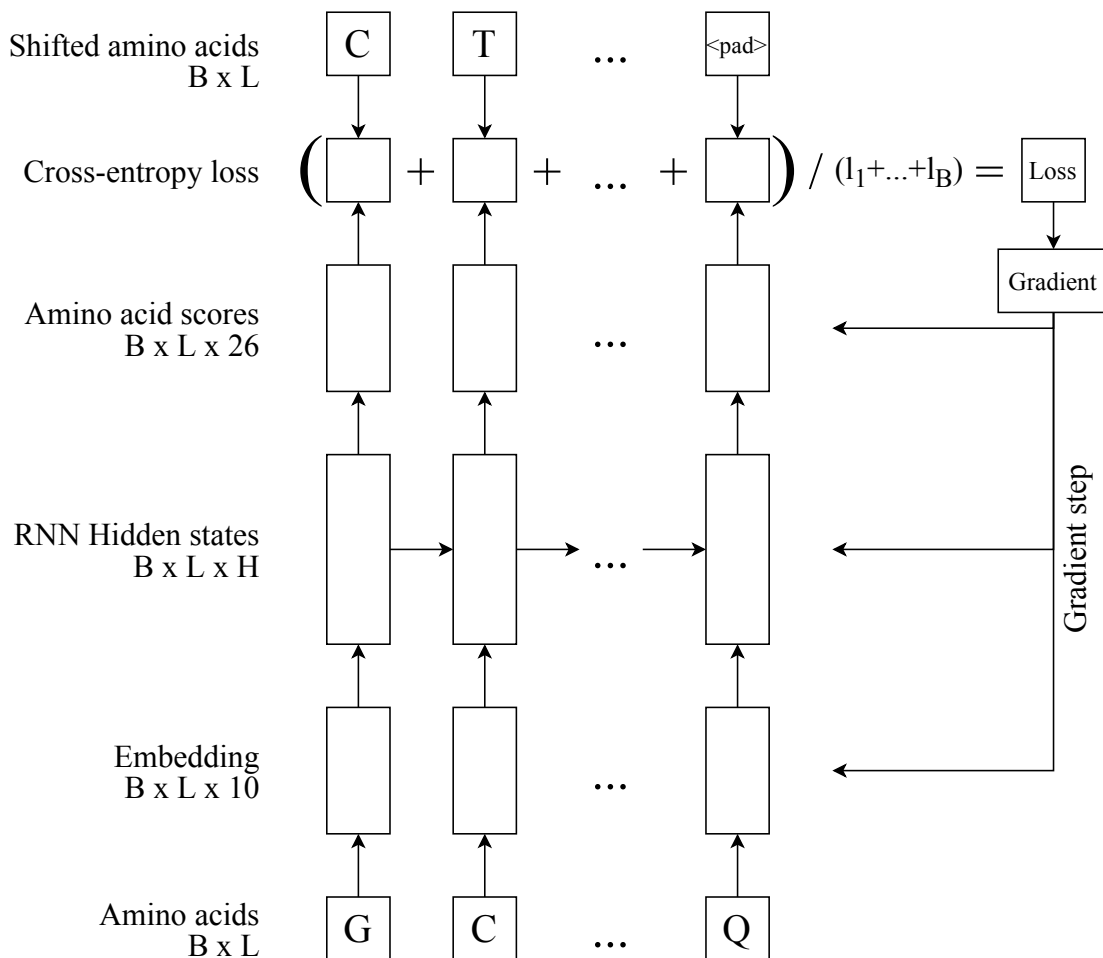 Shifted amino acids
B x L
C
T
...
<pad>
Cross-entropy loss
( + + ... + ) / (l1+...+lB) = Loss
Gradient
Amino acid scores
B x L x 26
...
RNN Hidden states
B x L x H
...
Gradient step
Embedding
B x L x 10
...
Amino acids
B x L
G
C
...
Q